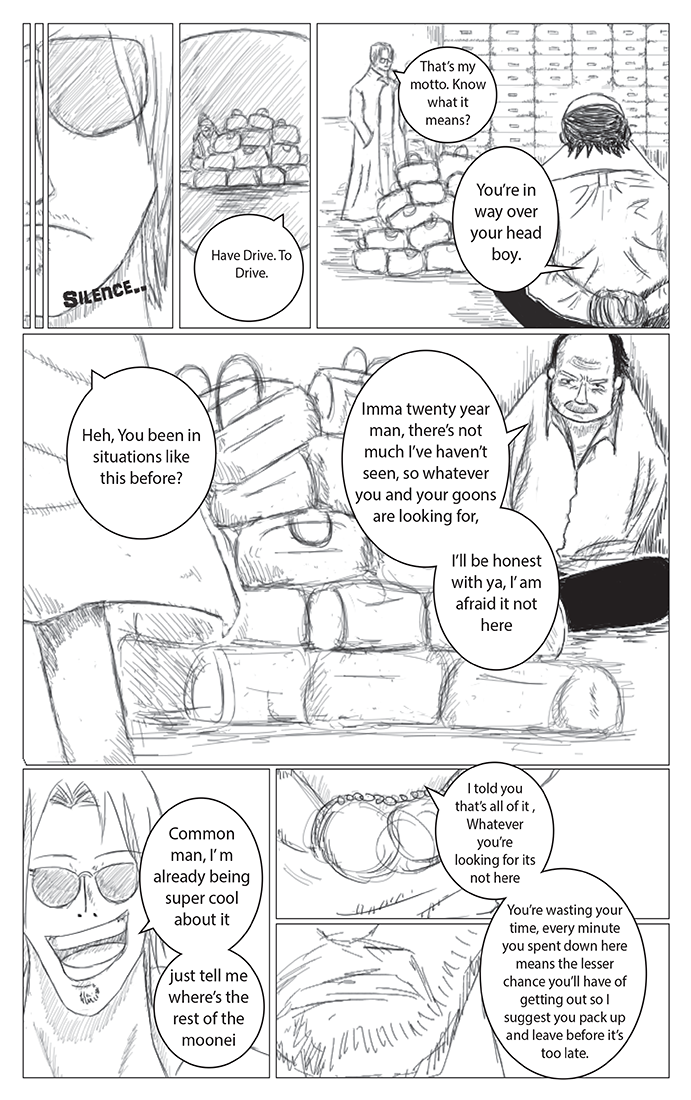 SILENCE..
Have Drive. To
Drive.
That's my
motto. Know
what it
means?
You're in
way over
your head
boy.
Heh, You been in
situations like
this before?
Imma twenty year
man, there's not
much I've haven't
seen, so whatever
you and your goons
are looking for,
I'll be honest
with ya, I' am
afraid it not
here
Common
man, I' m
already being
super cool
about it
just tell me
where's the
rest of the
moonei
I told you
that's all of it ,
Whatever
you're
looking for its
not here
You're wasting your
time, every minute
you spent down here
means the lesser
chance you'll have of
getting out so I
suggest you pack up
and leave before it's
too late.